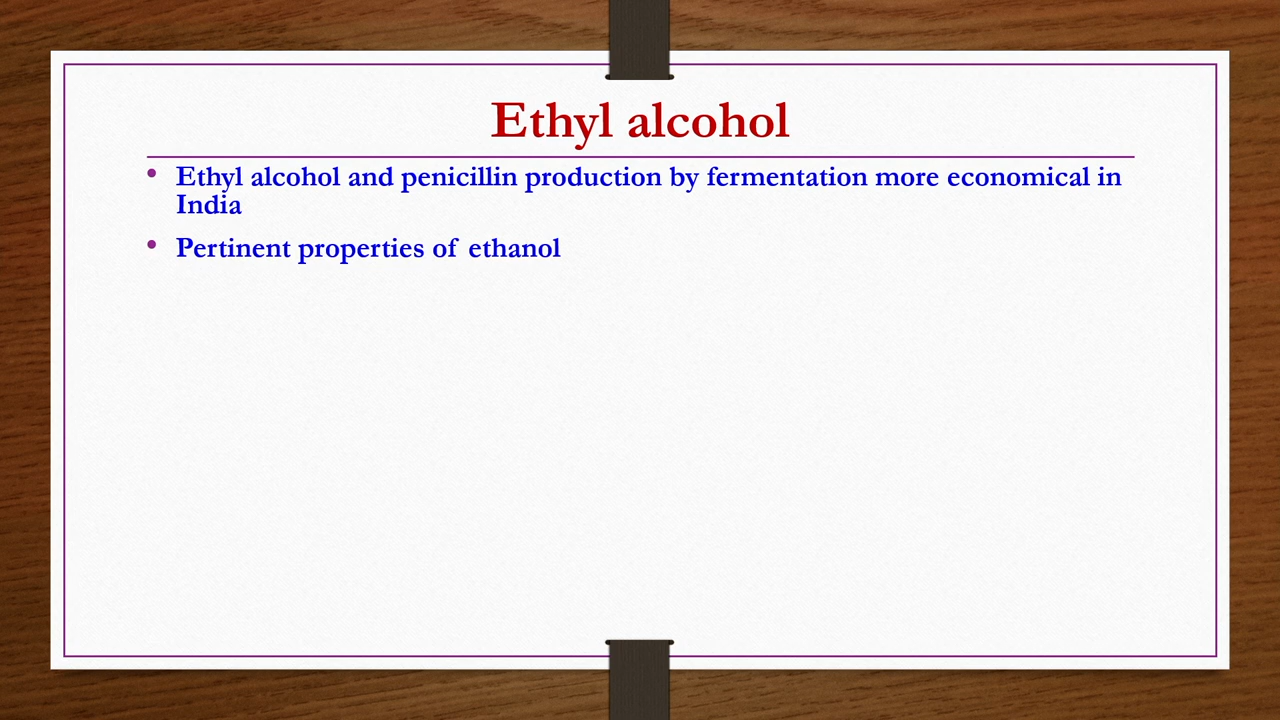 Ethyl alcohol
• Ethyl alcohol and penicillin production by fermentation more economical in
India
• Pertinent properties of ethanol